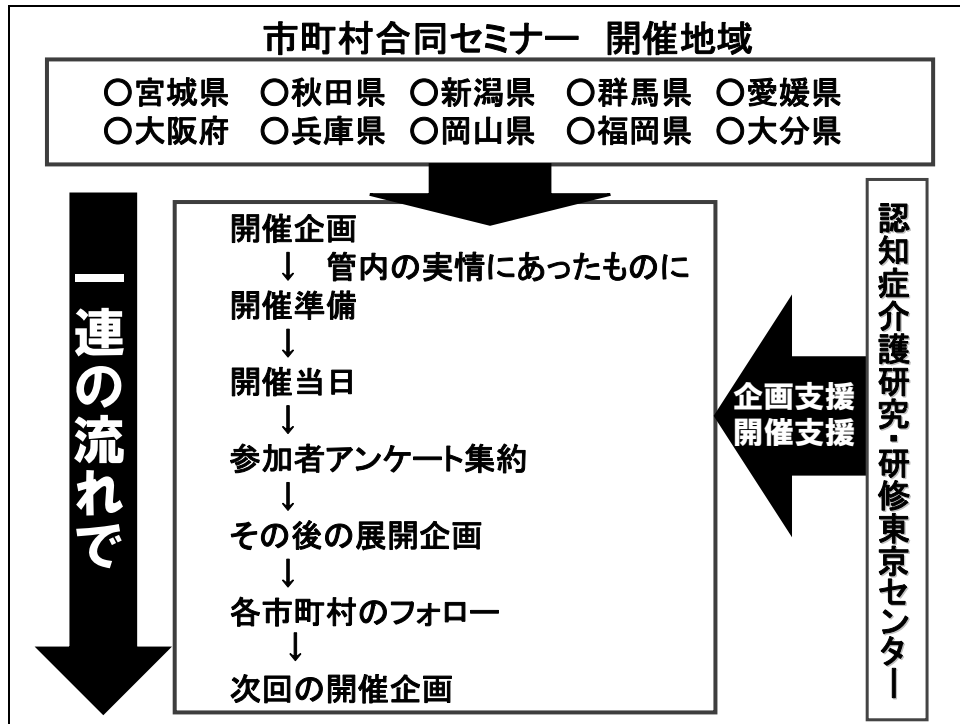 市町村合同セミナー 開催地域
○宮城県 ○秋田県 ○新潟県 ○群馬県 ○愛媛県
○大阪府 ○兵庫県 ○岡山県 ○福岡県 ○大分県
一連の流れで
開催企画
↓ 管内の実情にあったものに
開催準備
↓
開催当日
↓
参加者アンケート集約
↓
その後の展開企画
↓
各市町村のフォロー
↓
次回の開催企画
企画支援
開催支援
認知症介護研究・研修東京センター